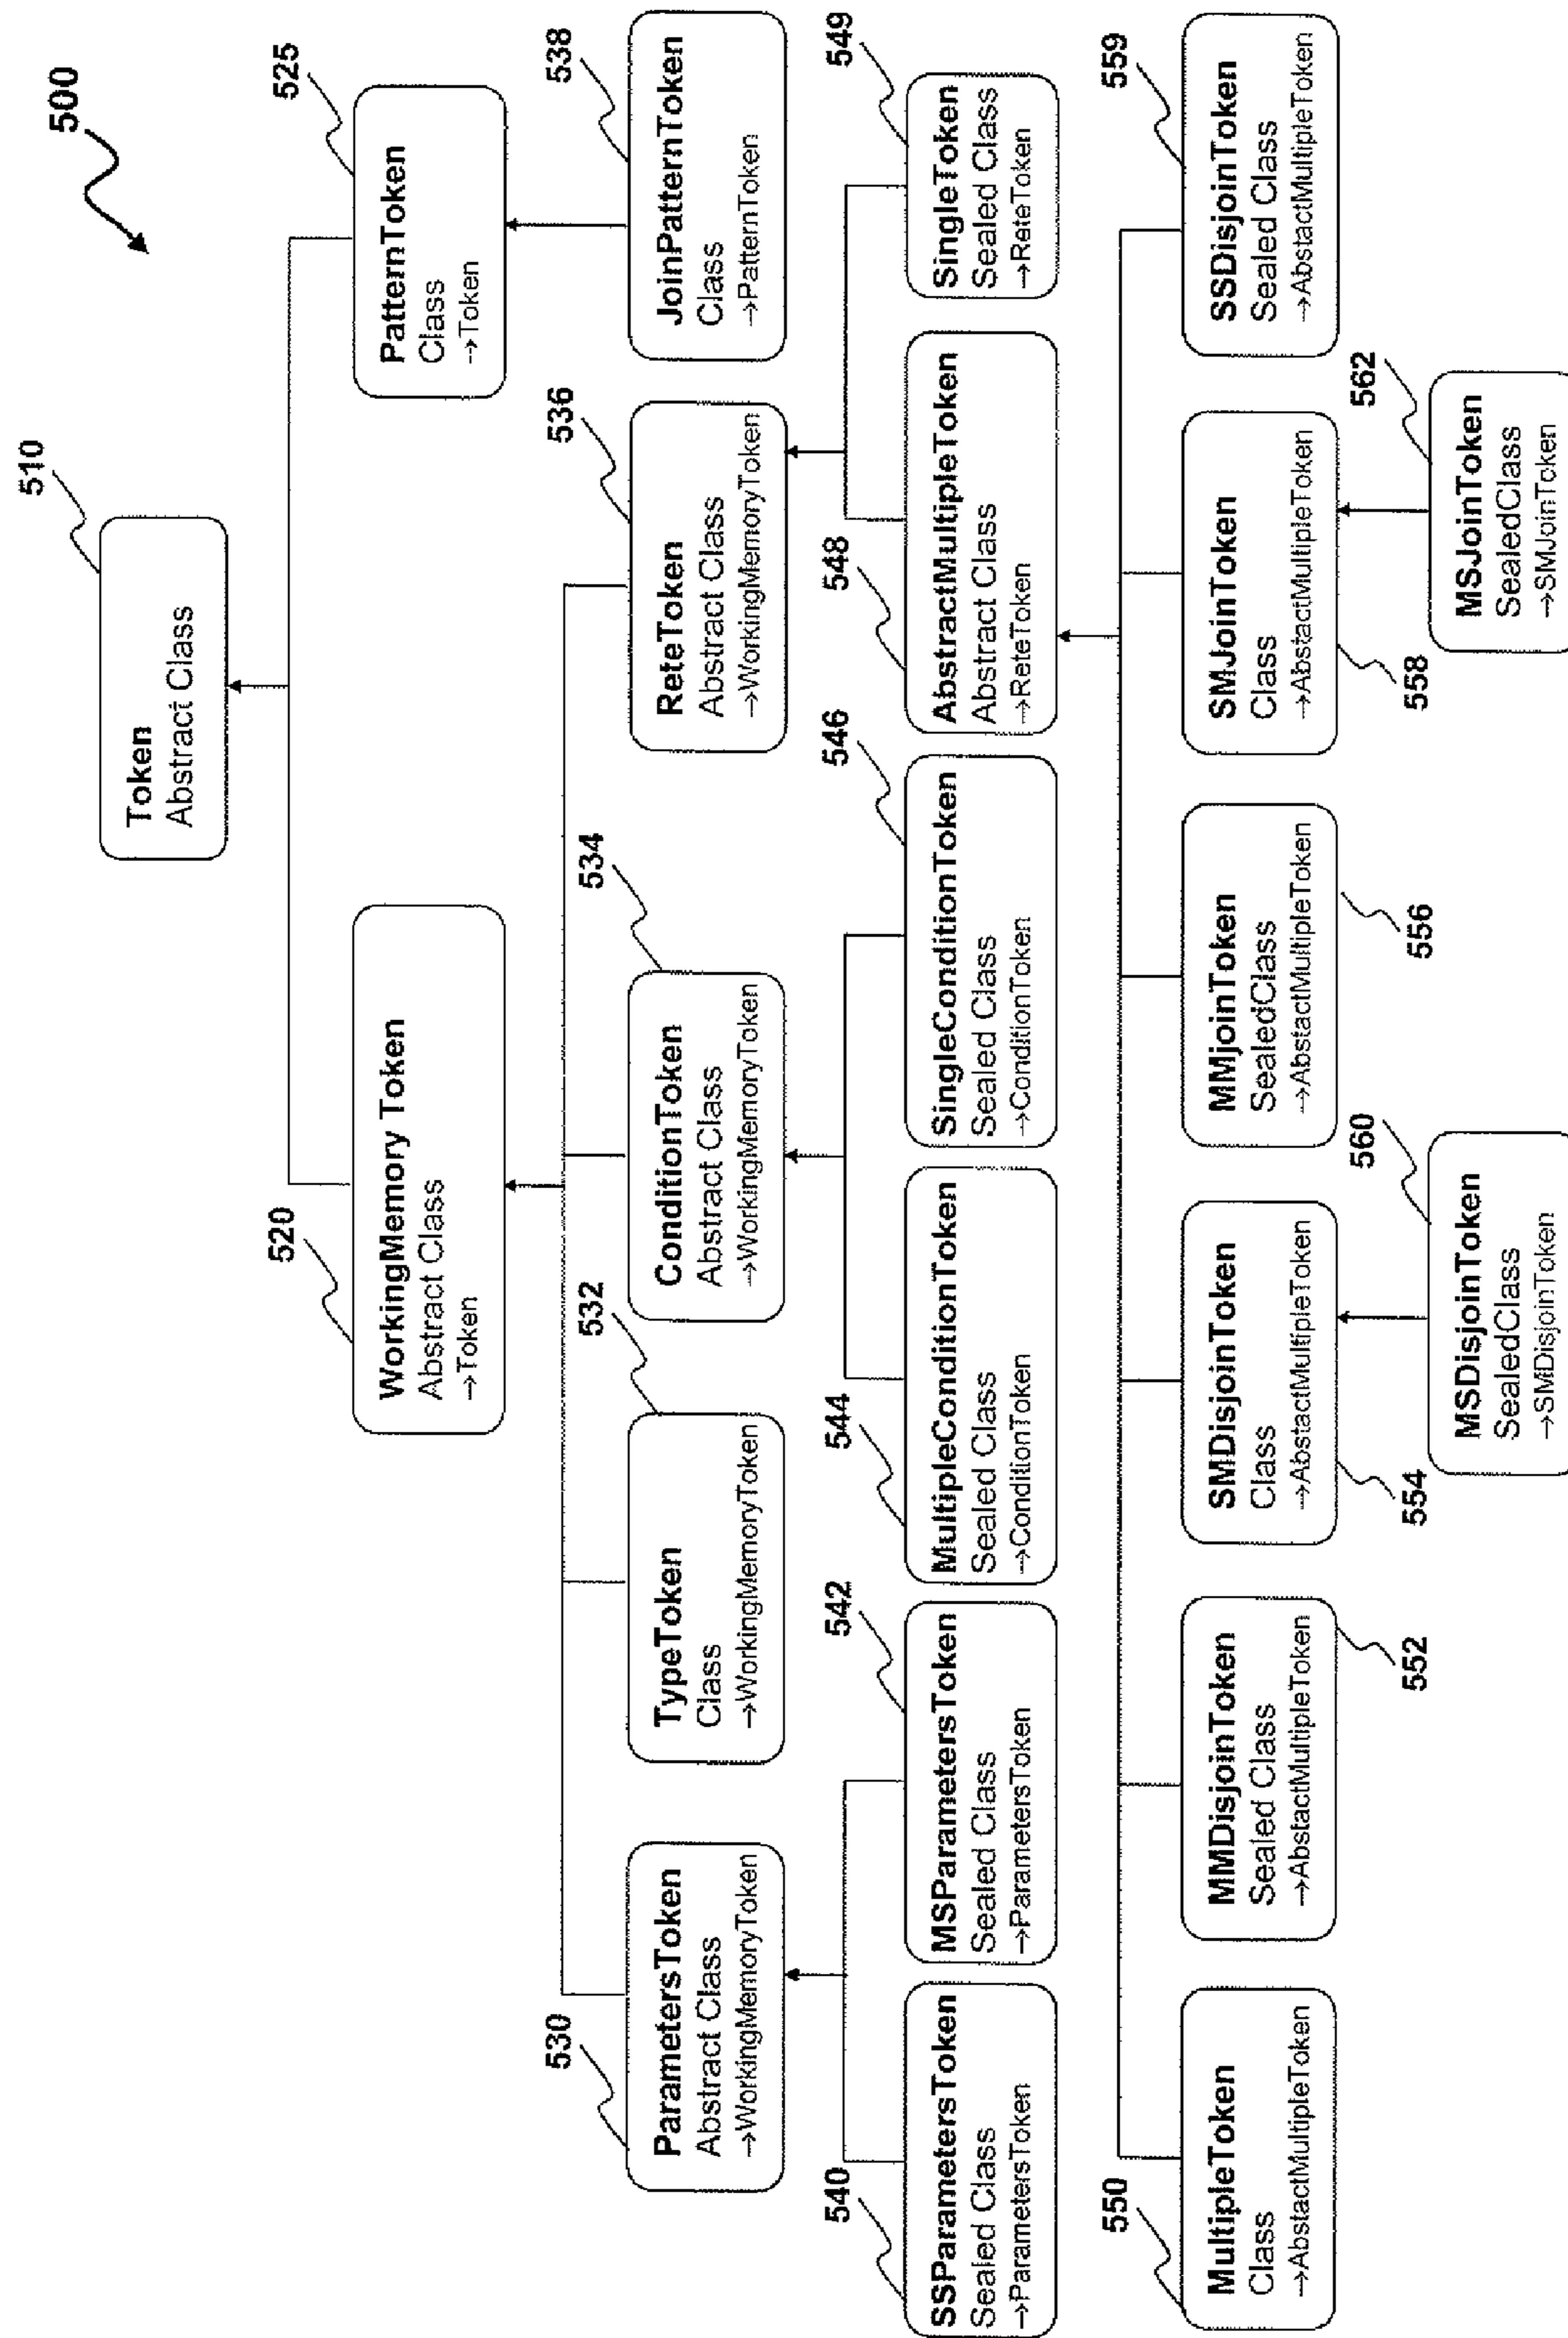 500
510
Token
Abstract Class
520
WorkingMemory Token
Abstract Class
→Token
525
PatternToken
Class
→Token
530
ParametersToken
Abstract Class
→WorkingMemoryToken
532
TypeToken
Class
→WorkingMemoryToken
534
ConditionToken
Abstract Class
→WorkingMemoryToken
536
ReteToken
Abstract Class
→WorkingMemoryToken
538
JoinPatternToken
Class
→PatternToken
540
SSParametersToken
Sealed Class
→ParametersToken
542
MSParametersToken
Sealed Class
→ParametersToken
544
MultipleConditionToken
Sealed Class
→ConditionToken
546
SingleConditionToken
Sealed Class
→ConditionToken
548
AbstractMultipleToken
Abstract Class
→ReteToken
549
SingleToken
Sealed Class
→ReteToken
550
MultipleToken
Class
→AbstactMultipleToken
MMDisjoinToken
Sealed Class
→AbstactMultipleToken
552
SMDisjoinToken
Class
→AbstactMultipleToken
554
MMjoinToken
SealedClass
→AbstactMultipleToken
556
SMJoinToken
Class
→AbstactMultipleToken
558
559
SSDisjoinToken
Sealed Class
→AbstactMultipleToken
560
MSDisjoinToken
SealedClass
→SMDisjoinToken
562
MSJoinToken
SealedClass
→SMJoinToken